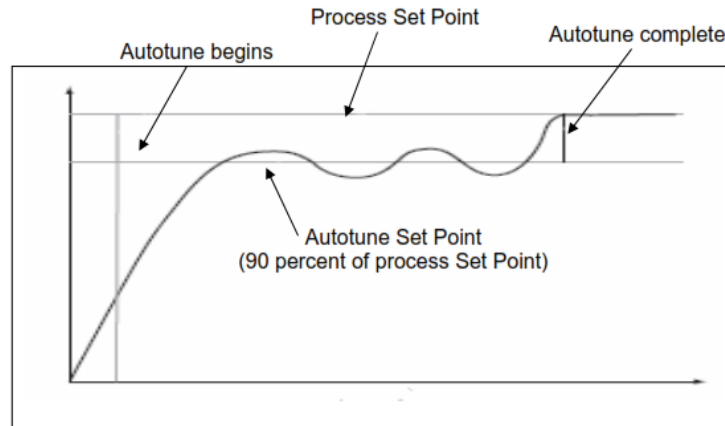 Process Set Point
Autotune complete
Autotune begins
Autotune Set Point
(90 percent of process Set Point)